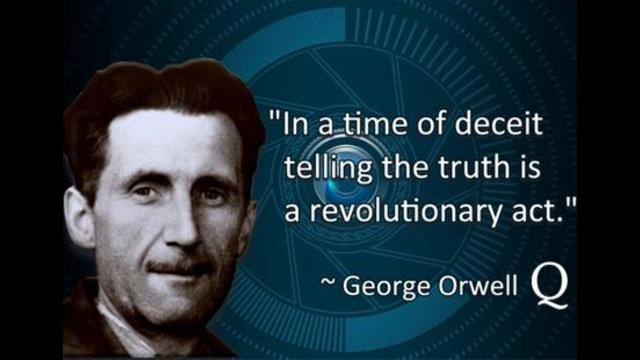 "In a time of deceit
telling the truth is
a revolutionary act."
~ George Orwell Q